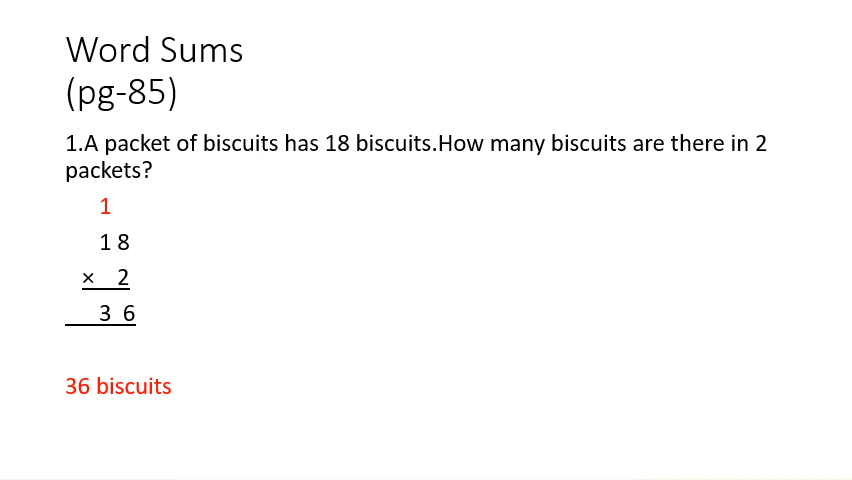 Word Sums
(pg-85)
1.A packet of biscuits has 18 biscuits.How many biscuits are there in 2
packets?
1
1 8
× 2
3 6
36 biscuits